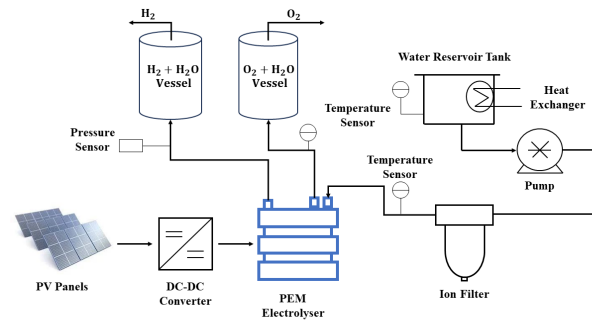 H₂
O₂
H₂ + H₂O
Vessel
O₂ + H₂O
Vessel
Water Reservoir Tank
Heat
Exchanger
Temperature
Sensor
Pressure
Sensor
Temperature
Sensor
Pump
PV Panels
DC-DC
Converter
PEM
Electrolyser
Ion Filter